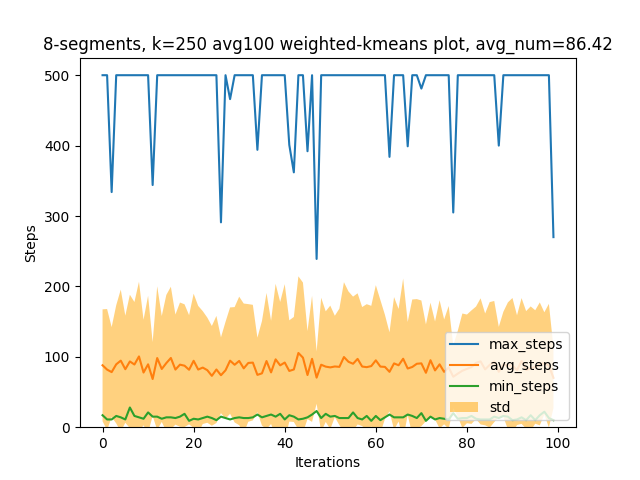 8-segments, k=250 avg100 weighted-kmeans plot, avg_num=86.42
500
400
300
200
100
0
Steps
max_steps
avg_steps
min_steps
std
0 20 40 60 80 100
Iterations